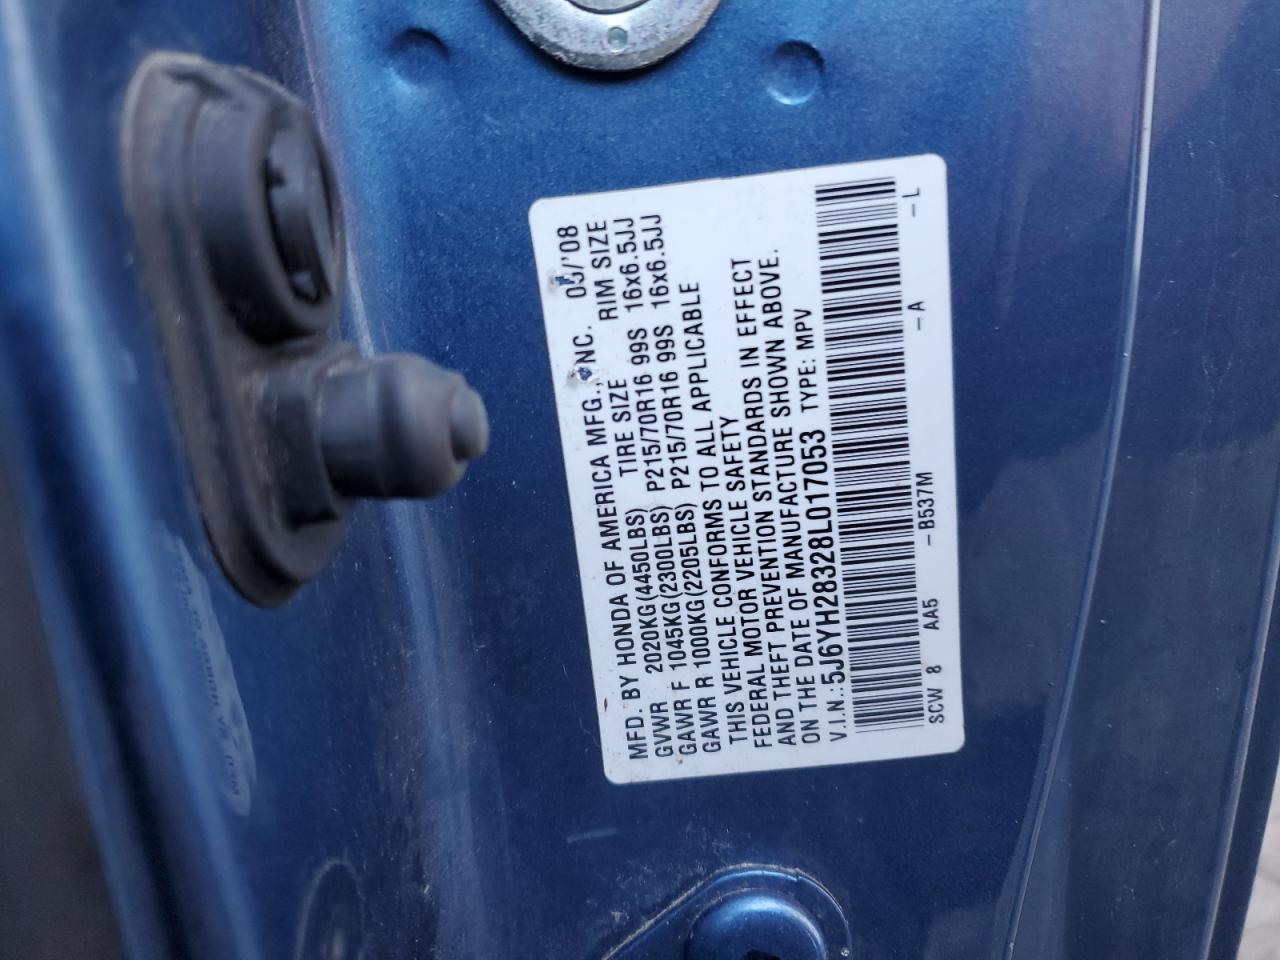 MFD. BY HONDA OF AMERICA MFG., INC.
TIRE SIZE RIM SIZE
GVWR 2020KG(4450LBS) P215/70R16 99S 16x6.5JJ
GAWR F 1045KG(2300LBS) P215/70R16 99S 16x6.5JJ
GAWR R 1000KG(2205LBS)
THIS VEHICLE CONFORMS TO ALL APPLICABLE
FEDERAL MOTOR VEHICLE SAFETY
AND THEFT PREVENTION STANDARDS IN EFFECT
ON THE DATE OF MANUFACTURE SHOWN ABOVE.
V.I.N.:5J6YH28328L017053 TYPE: MPV
SCW 8 AA5 -B537M -A -L